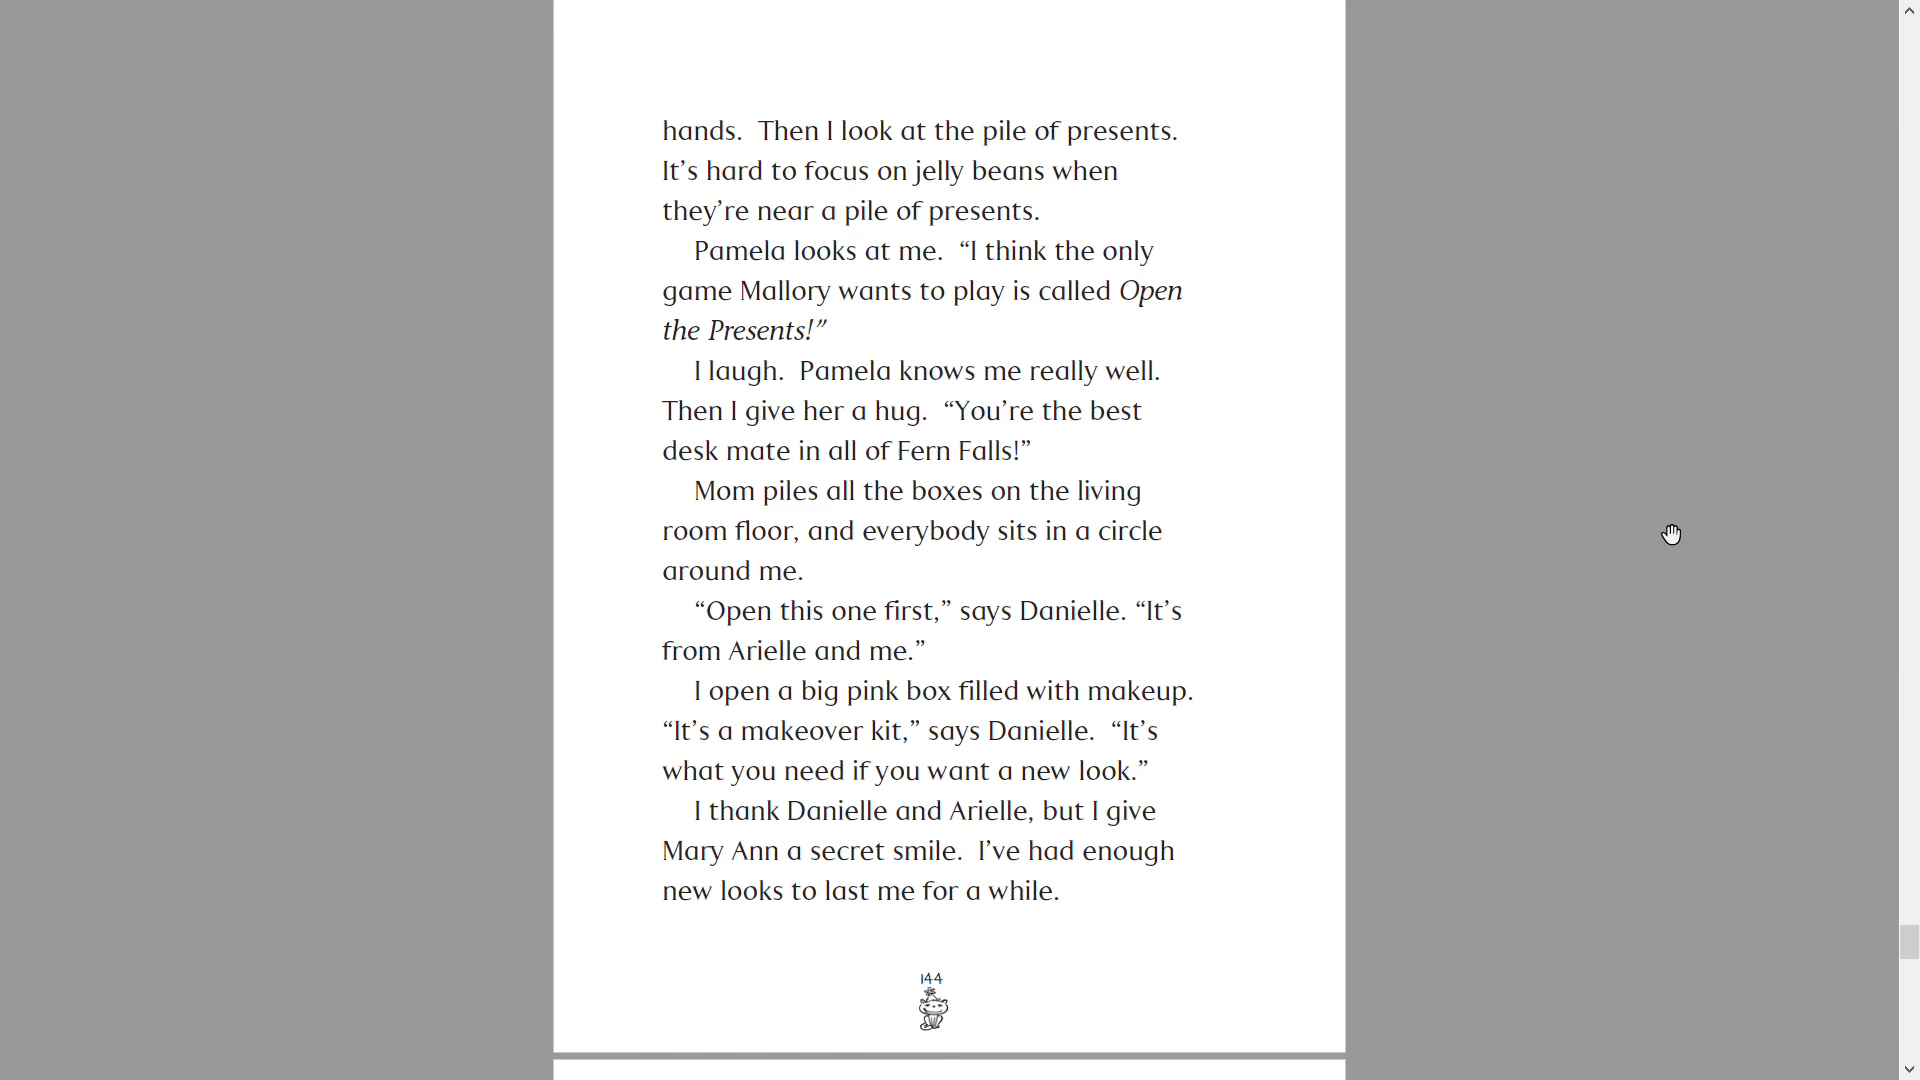 hands.  Then I look at the pile of presents.
It’s hard to focus on jelly beans when
they’re near a pile of presents.
Pamela looks at me.  “I think the only
game Mallory wants to play is called Open
the Presents!”
I laugh.  Pamela knows me really well.
Then I give her a hug.  “You’re the best
desk mate in all of Fern Falls!”
Mom piles all the boxes on the living
room floor, and everybody sits in a circle
around me.
“Open this one first,” says Danielle. “It’s
from Arielle and me.”
I open a big pink box filled with makeup.
“It’s a makeover kit,” says Danielle.  “It’s
what you need if you want a new look.”
I thank Danielle and Arielle, but I give
Mary Ann a secret smile.  I’ve had enough
new looks to last me for a while.
144